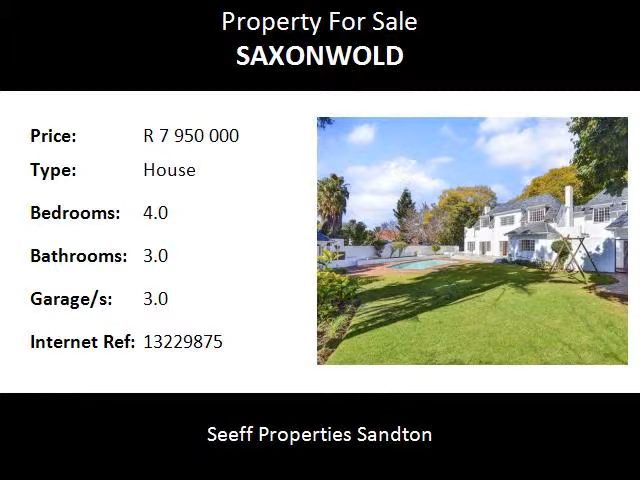 Property For Sale
SAXONWOLD
Price: R 7 950 000
Type: House
Bedrooms: 4.0
Bathrooms: 3.0
Garage/s: 3.0
Internet Ref: 13229875
Seeff Properties Sandton